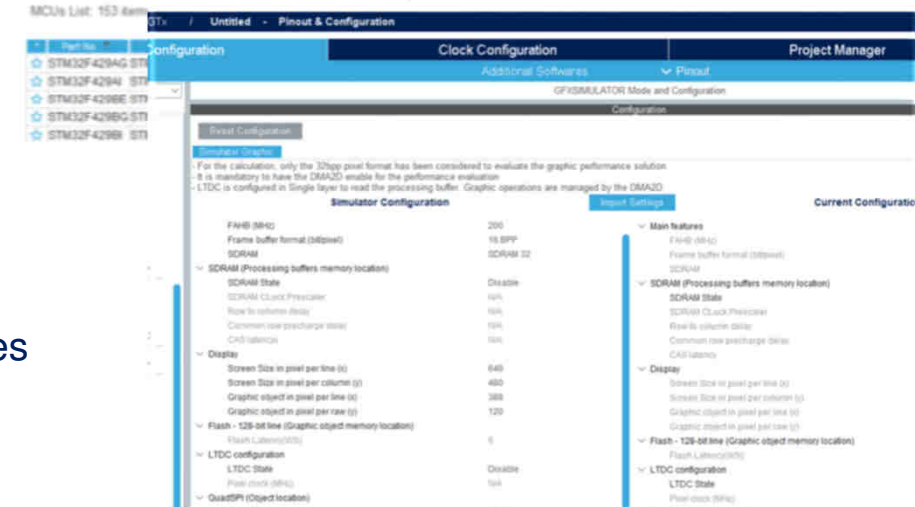 MCUs List: 153 items
GTx / Untitled - Pinout & Configuration
Part No
STM32F429AG STM
STM32F429AI STM
STM32F429BE STM
STM32F429BG STM
STM32F429BI STM
onfiguration Clock Configuration Project Manager
Additional Softwares Pinout
GFXSIMULATOR Mode and Configuration
Configuration
Reset Configuration
Simulator Graphic
- For the calculation, only the 32bpp pixel format has been considered to evaluate the graphic performance solution
- It is mandatory to have the DMA2D enable for the performance evaluation
- LTDC is configured in Single layer to read the processing buffer. Graphic operations are managed by the DMA2D
Simulator Configuration Import Settings Current Configuratio
FAHB (MHz) 200
Frame buffer format (bit/pixel) 16 BPP
SDRAM SDRAM 32
SDRAM (Processing buffers memory location)
SDRAM State Disable
SDRAM CLock Prescaler N/A
Row to column delay N/A
Common row precharge delay N/A
CAS latency N/A
Display
Screen Size in pixel per line (x) 640
Screen Size in pixel per column (y) 480
Graphic object in pixel per line (x) 388
Graphic object in pixel per raw (y) 120
Flash - 128-bit line (Graphic object memory location)
Flash Latency(WS) 6
LTDC configuration
LTDC State Disable
Pixel clock (MHz) N/A
QuadSPI (Object location)
Main features
FAHB (MHz)
Frame buffer format (bit/pixel)
SDRAM
SDRAM (Processing buffers memory location)
SDRAM State
SDRAM CLock Prescaler
Row to column delay
Common row precharge delay
CAS latency
Display
Screen Size in pixel per line (x)
Screen Size in pixel per column (y)
Graphic object in pixel per line (x)
Graphic object in pixel per raw (y)
Flash - 128-bit line (Graphic object memory location)
Flash Latency(WS)
LTDC configuration
LTDC State
Pixel clock (MHz)
es